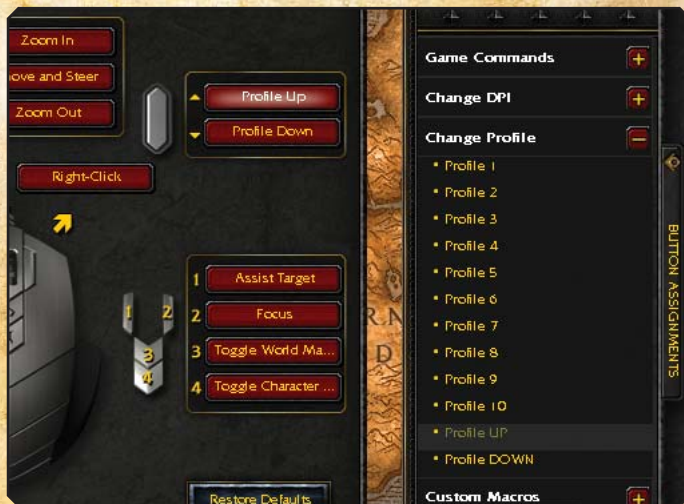 Zoom In
ove and Steer
Zoom Out
Profile Up
Profile Down
Right-Click
1 Assist Target
2 Focus
3 Toggle World Ma...
4 Toggle Character ...
1 2
3
4
Restore Defaults
R.N
D
Game Commands
Change DPI
Change Profile
• Profile 1
• Profile 2
• Profile 3
• Profile 4
• Profile 5
• Profile 6
• Profile 7
• Profile 8
• Profile 9
• Profile 10
• Profile UP
• Profile DOWN
Custom Macros
BUTTON ASSIGNMENTS